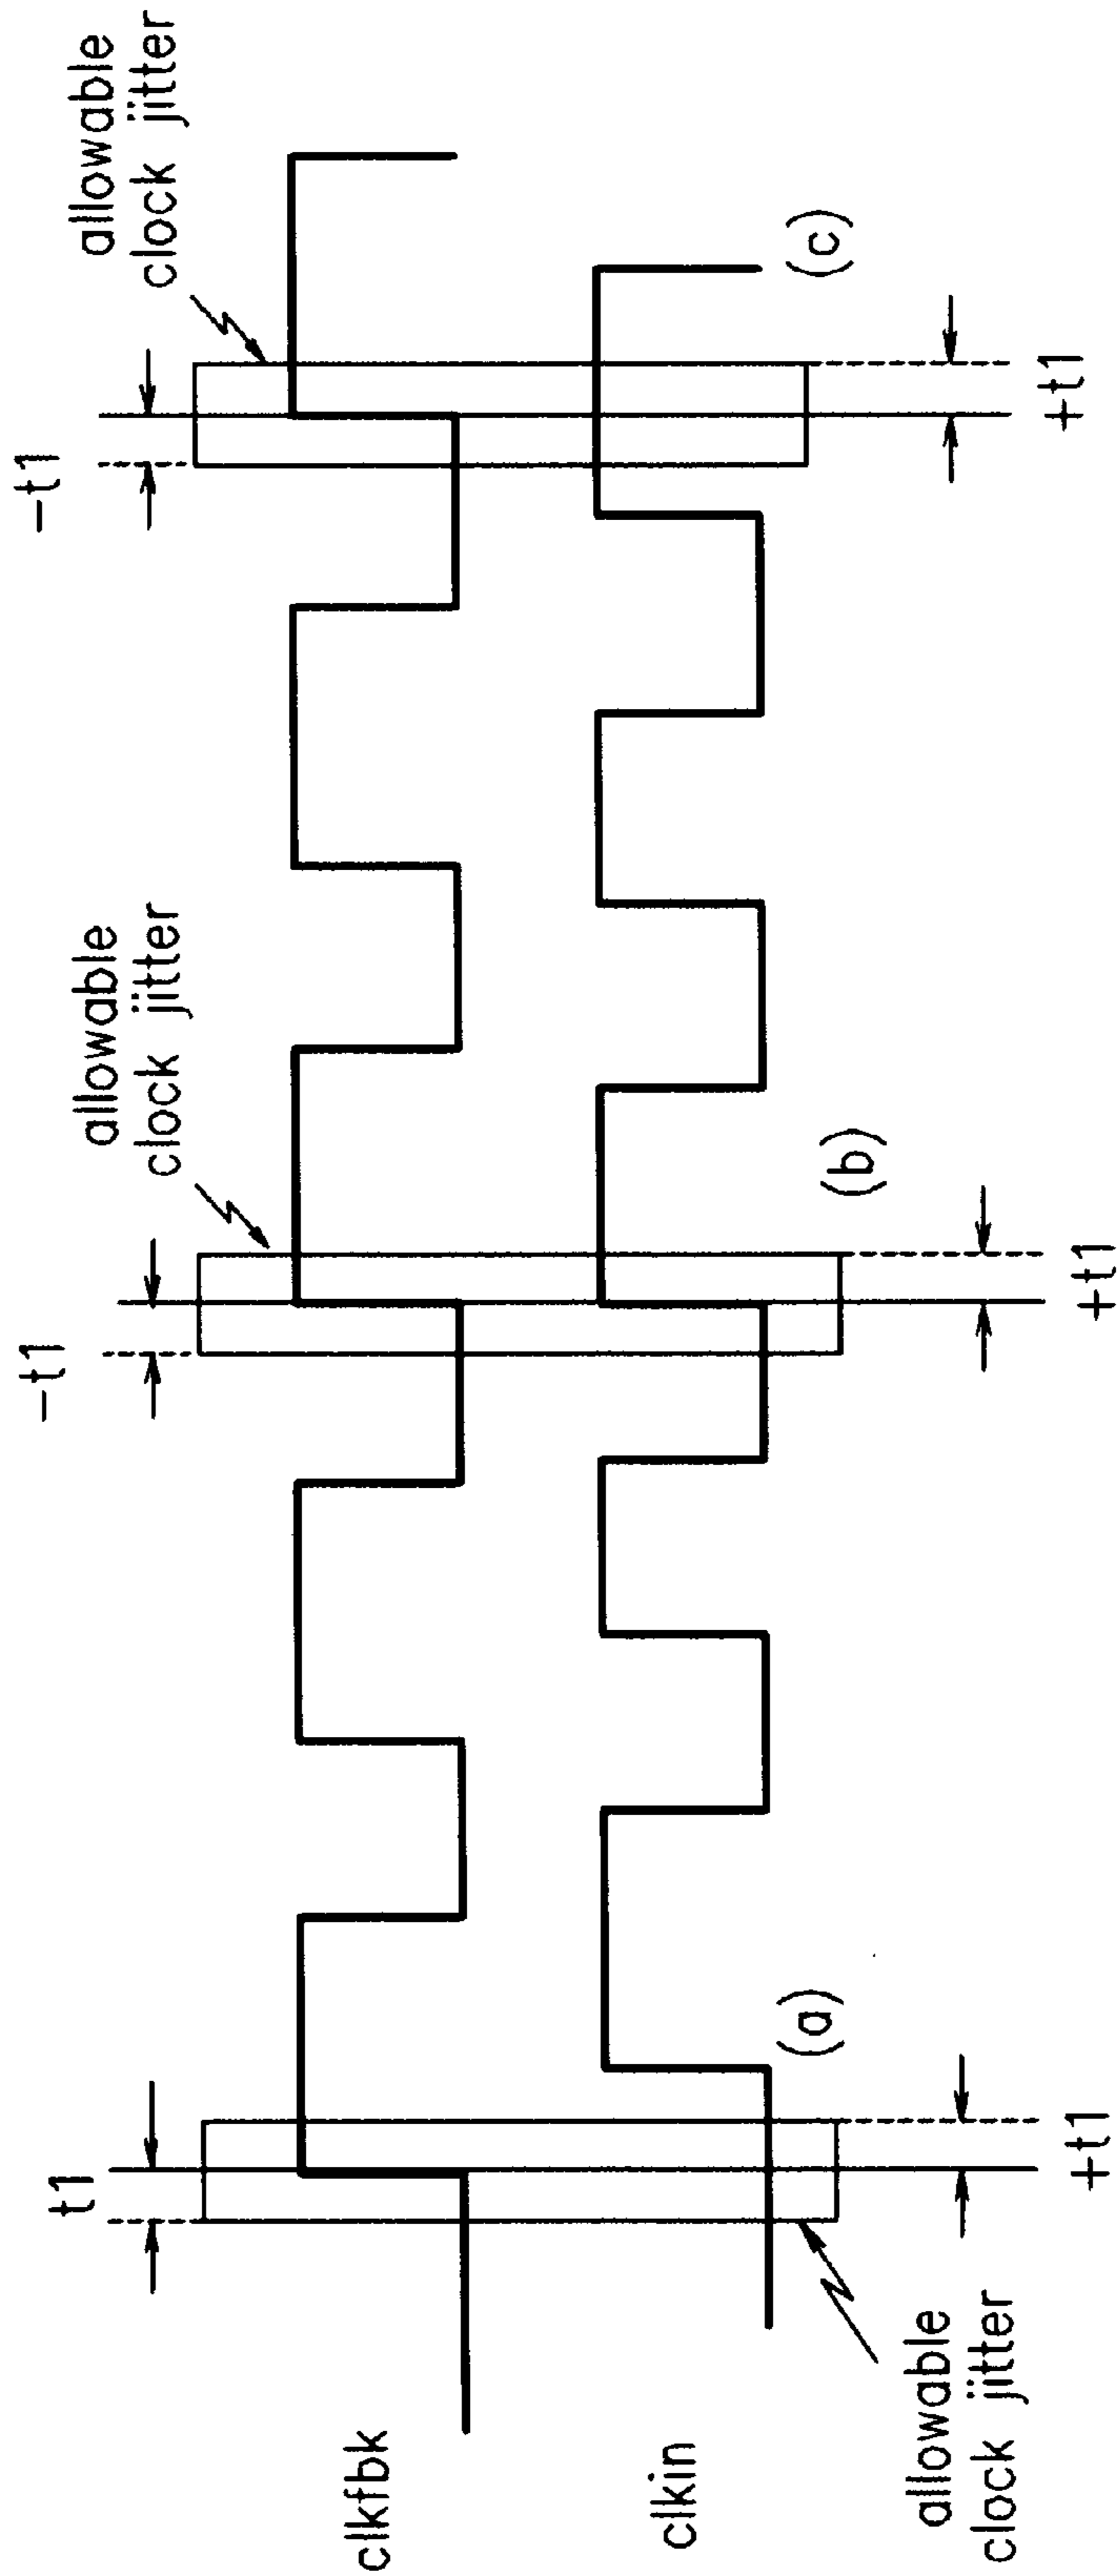 t1
-t1
allowable
clock jitter
-t1
allowable
clock jitter
clkfbk
clkin
(a)
(b)
(c)
allowable
clock jitter
+t1
+t1
+t1